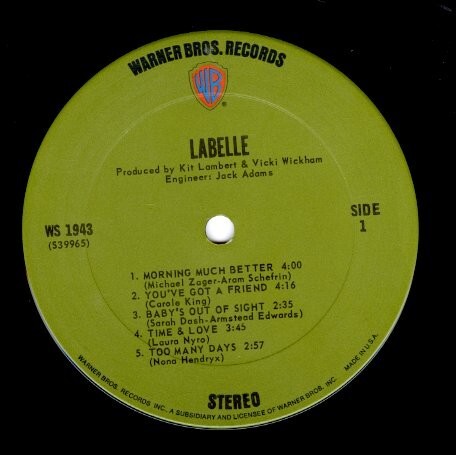 WARNER BROS. RECORDS
WB
®
LABELLE
Produced by Kit Lambert & Vicki Wickham
Engineer: Jack Adams
WS 1943
(S39965)
SIDE
1
1. MORNING MUCH BETTER 4:00
(Michael Zager-Aram Schefrin)
2. YOU'VE GOT A FRIEND 4:16
(Carole King)
3. BABY'S OUT OF SIGHT 2:35
(Sarah Dash-Armstead Edwards)
4. TIME & LOVE 3:45
(Laura Nyro)
5. TOO MANY DAYS 2:57
(Nona Hendryx)
STEREO
WARNER BROS. RECORDS INC. A SUBSIDIARY AND LICENSEE OF WARNER BROS. INC. MADE IN U.S.A.